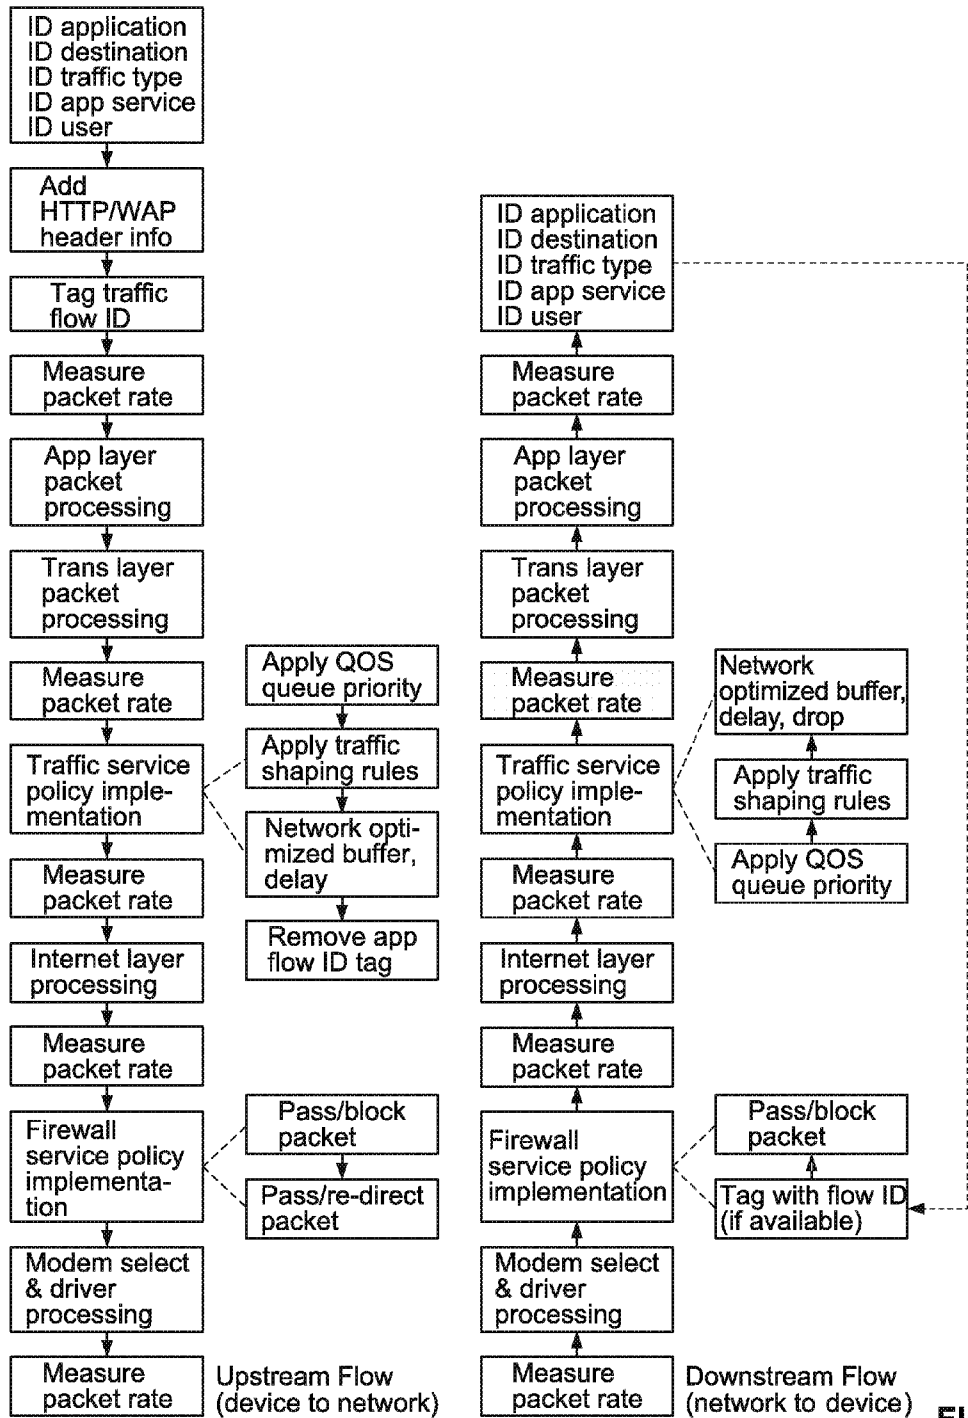 ID application
ID destination
ID traffic type
ID app service
ID user
Add
HTTP/WAP
header info
Tag traffic
flow ID
Measure
packet rate
App layer
packet
processing
Trans layer
packet
processing
Measure
packet rate
Traffic service
policy imple-
mentation
Measure
packet rate
Internet layer
processing
Measure
packet rate
Firewall
service policy
implementa-
tion
Modem select
& driver
processing
Measure
packet rate
Apply QOS
queue priority
Apply traffic
shaping rules
Network opti-
mized buffer,
delay
Remove app
flow ID tag
Pass/block
packet
Pass/re-direct
packet
Upstream Flow
(device to network)
ID application
ID destination
ID traffic type
ID app service
ID user
Measure
packet rate
App layer
packet
processing
Trans layer
packet
processing
Measure
packet rate
Traffic service
policy imple-
mentation
Measure
packet rate
Internet layer
processing
Measure
packet rate
Firewall
service policy
implementation
Modem select
& driver
processing
Measure
packet rate
Network
optimized buffer,
delay, drop
Apply traffic
shaping rules
Apply QOS
queue priority
Pass/block
packet
Tag with flow ID
(if available)
Downstream Flow
(network to device)